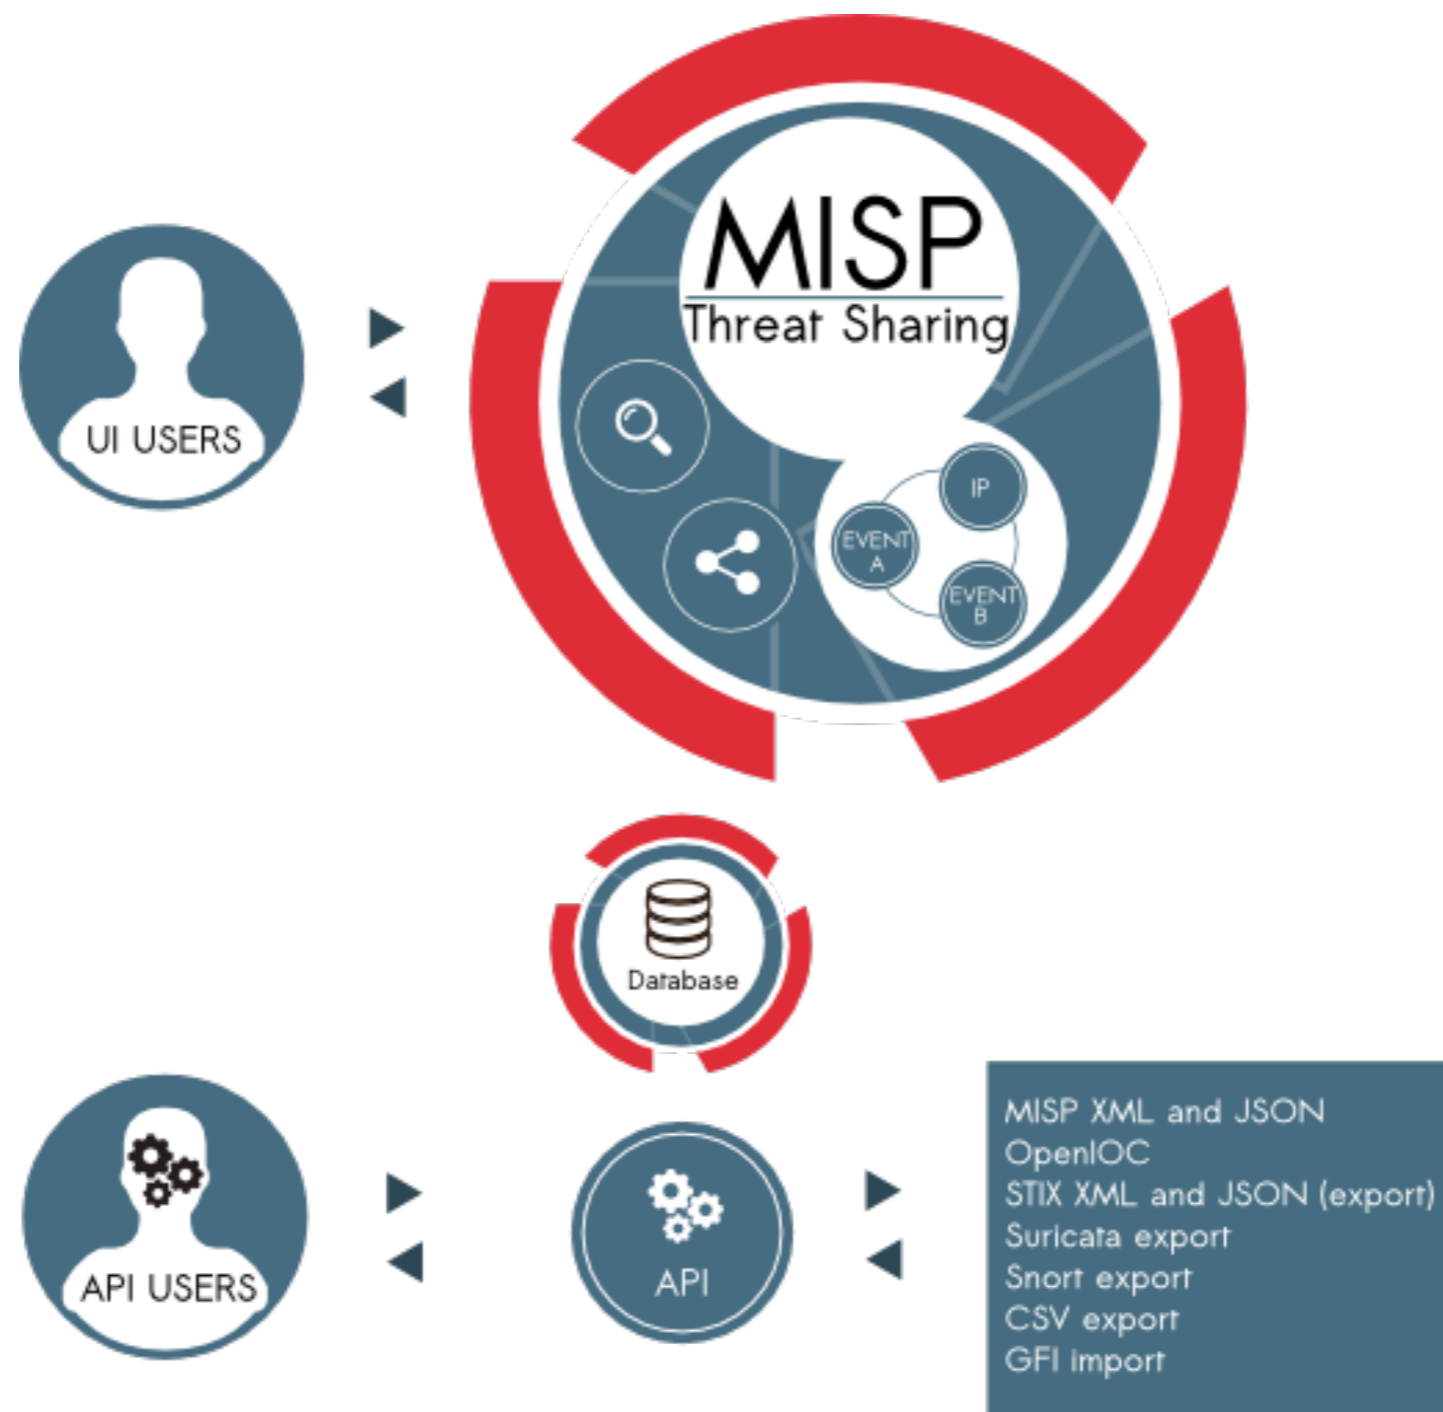 MISP
Threat Sharing
UI USERS
IP
EVENT
A
EVENT
B
Database
API USERS
API
MISP XML and JSON
OpenIOC
STIX XML and JSON (export)
Suricata export
Snort export
CSV export
GFI import